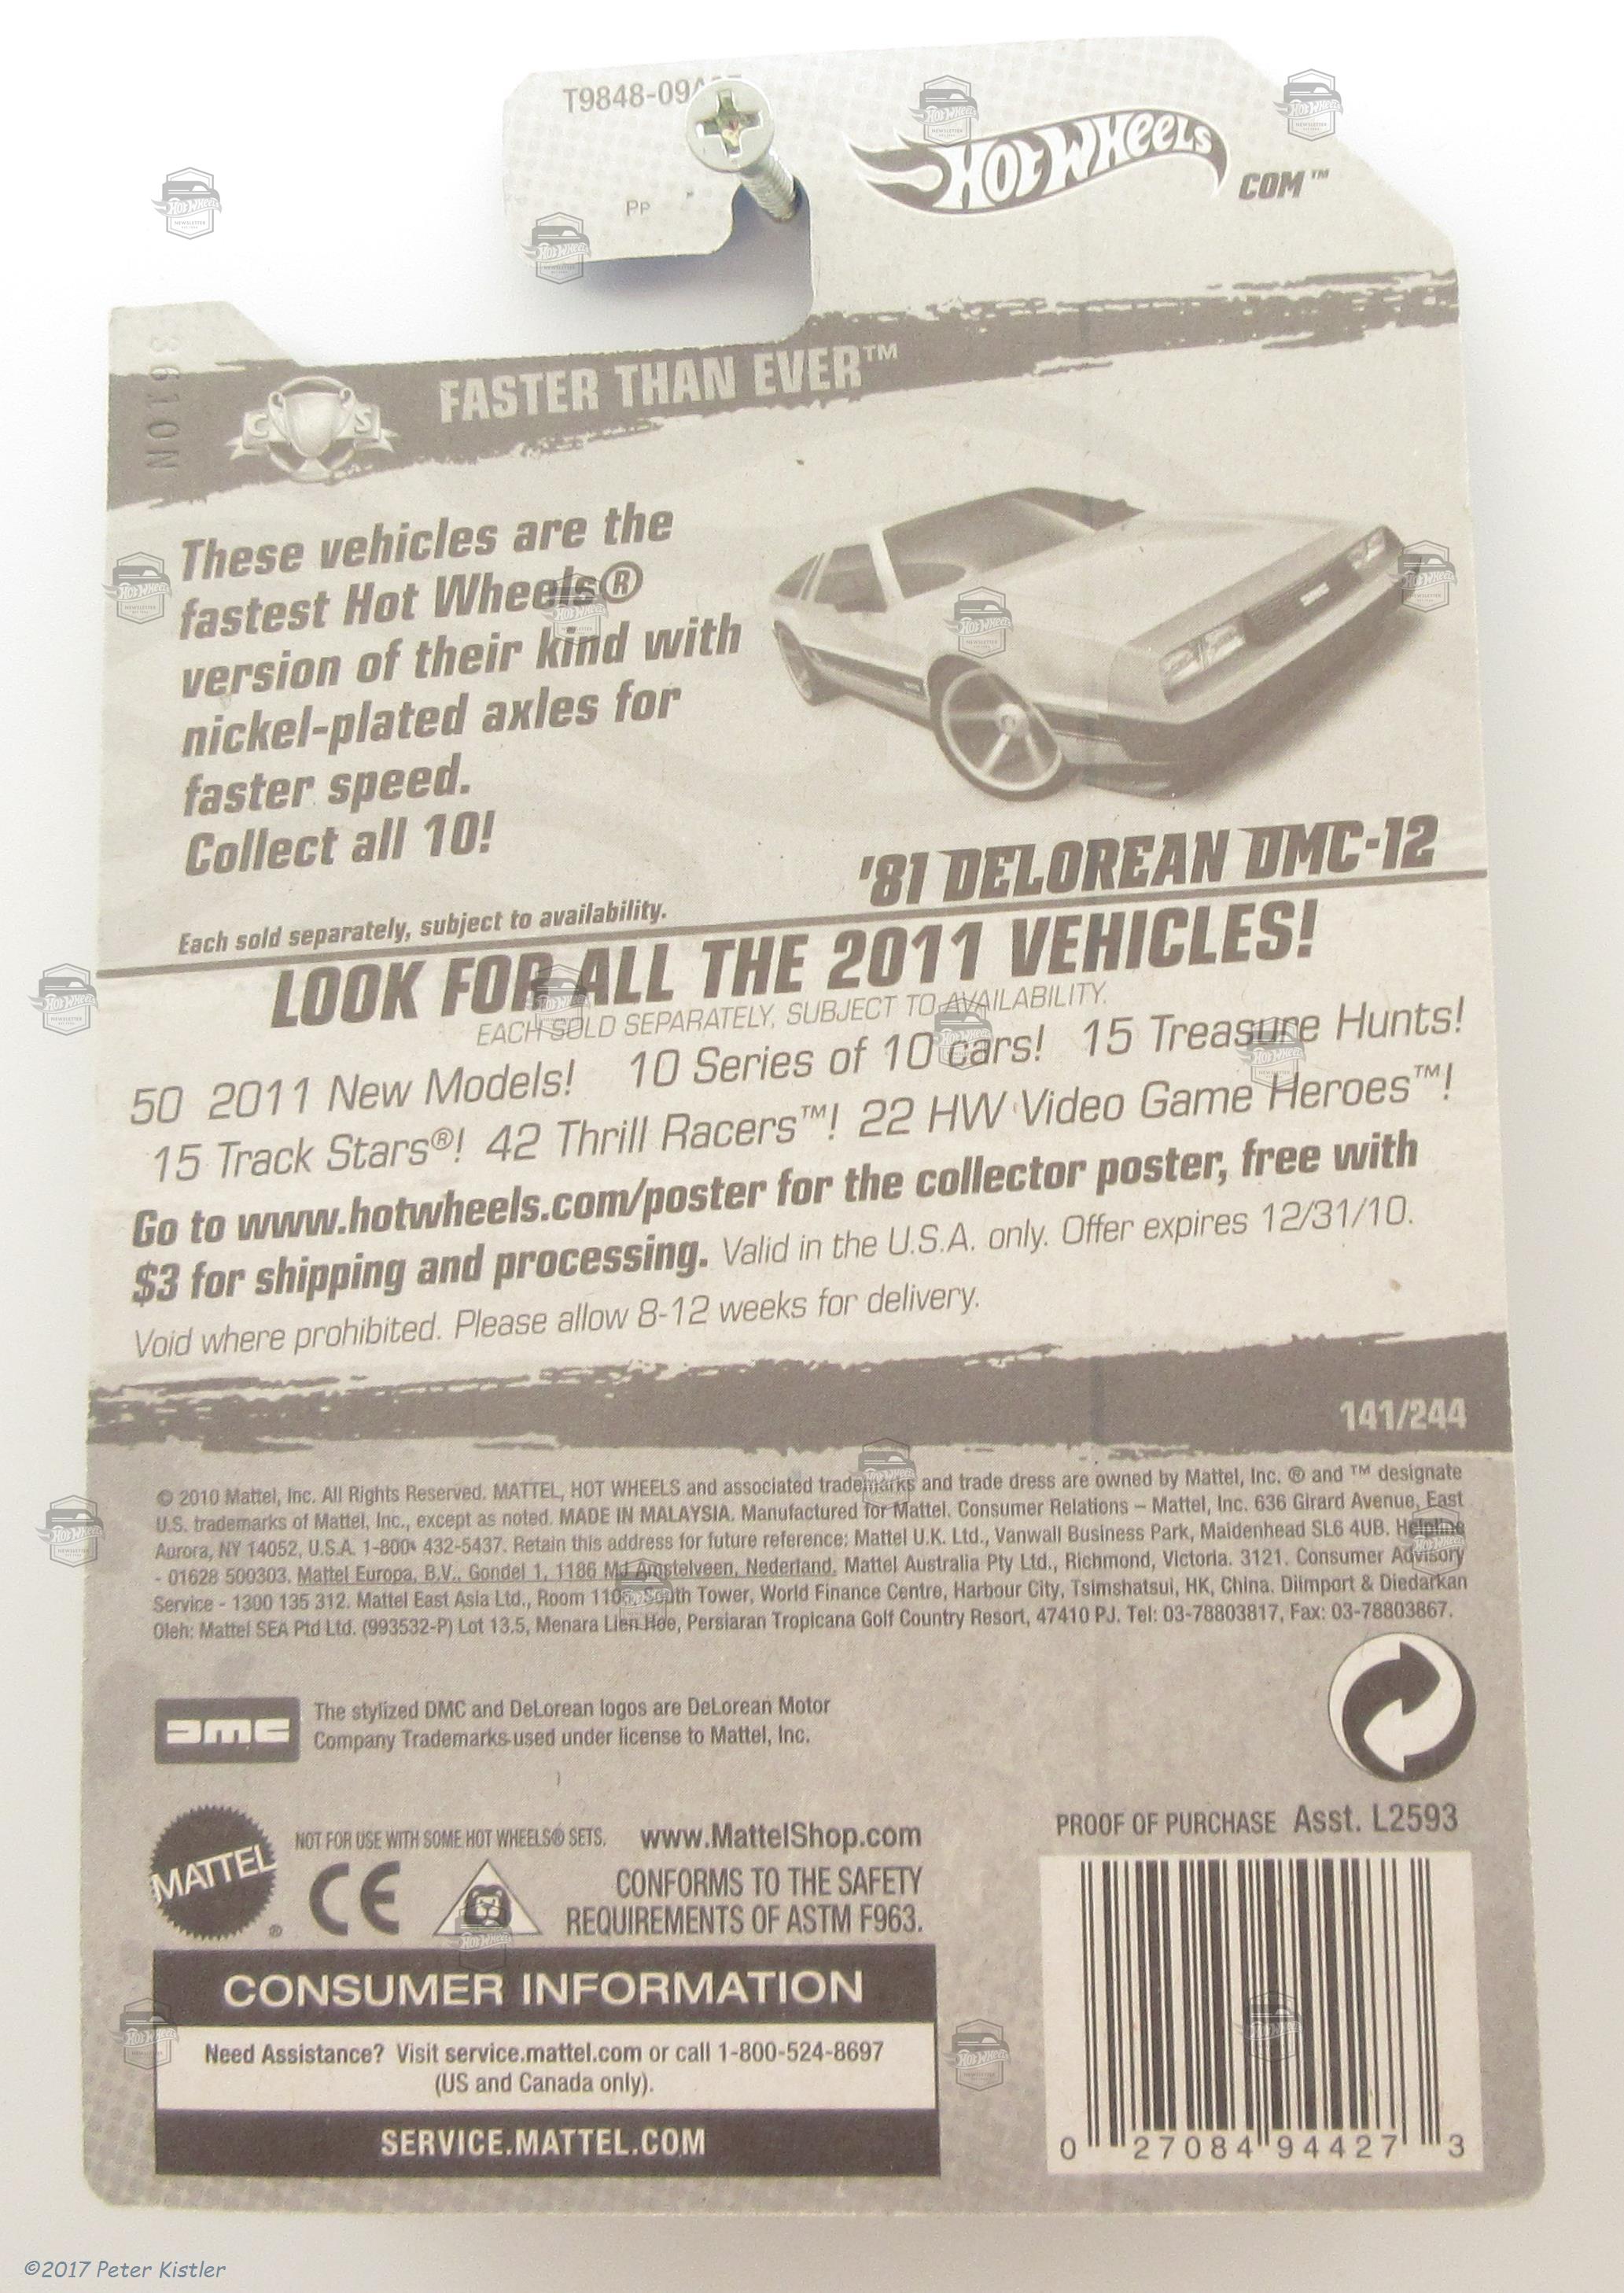 T9848-09
HOT WHEELS
COM™
PP
3610N
C S
FASTER THAN EVER™
These vehicles are the
fastest Hot Wheels®
version of their kind with
nickel-plated axles for
faster speed.
Collect all 10!
'81 DELOREAN DMC-12
Each sold separately, subject to availability.
LOOK FOR ALL THE 2011 VEHICLES!
EACH SOLD SEPARATELY, SUBJECT TO AVAILABILITY.
50 2011 New Models! 10 Series of 10 cars! 15 Treasure Hunts!
15 Track Stars®! 42 Thrill Racers™! 22 HW Video Game Heroes™!
Go to www.hotwheels.com/poster for the collector poster, free with
$3 for shipping and processing. Valid in the U.S.A. only. Offer expires 12/31/10.
Void where prohibited. Please allow 8-12 weeks for delivery.
141/244
© 2010 Mattel, Inc. All Rights Reserved. MATTEL, HOT WHEELS and associated trademarks and trade dress are owned by Mattel, Inc. ® and ™ designate
U.S. trademarks of Mattel, Inc., except as noted. MADE IN MALAYSIA. Manufactured for Mattel. Consumer Relations – Mattel, Inc. 636 Girard Avenue, East
Aurora, NY 14052, U.S.A. 1-800- 432-5437. Retain this address for future reference: Mattel U.K. Ltd., Vanwall Business Park, Maidenhead SL6 4UB. Helpline
- 01628 500303. Mattel Europa, B.V., Gondel 1, 1186 MJ Amstelveen, Nederland. Mattel Australia Pty Ltd., Richmond, Victoria. 3121. Consumer Advisory
Service - 1300 135 312. Mattel East Asia Ltd., Room South Tower, World Finance Centre, Harbour City, Tsimshatsui, HK, China. Diimport & Diedarkan
Oleh: Mattel SEA Ptd Ltd. (993532-P) Lot 13.5, Menara Lien Hoe, Persiaran Tropicana Golf Country Resort, 47410 PJ. Tel: 03-78803817, Fax: 03-78803867.
DMC
The stylized DMC and DeLorean logos are DeLorean Motor
Company Trademarks used under license to Mattel, Inc.
PROOF OF PURCHASE Asst. L2593
MATTEL ®
NOT FOR USE WITH SOME HOT WHEELS® SETS. www.MattelShop.com
CE
CONFORMS TO THE SAFETY
REQUIREMENTS OF ASTM F963.
CONSUMER INFORMATION
Need Assistance? Visit service.mattel.com or call 1-800-524-8697
(US and Canada only).
SERVICE.MATTEL.COM
0 27084 94427 3
©2017 Peter Kistler